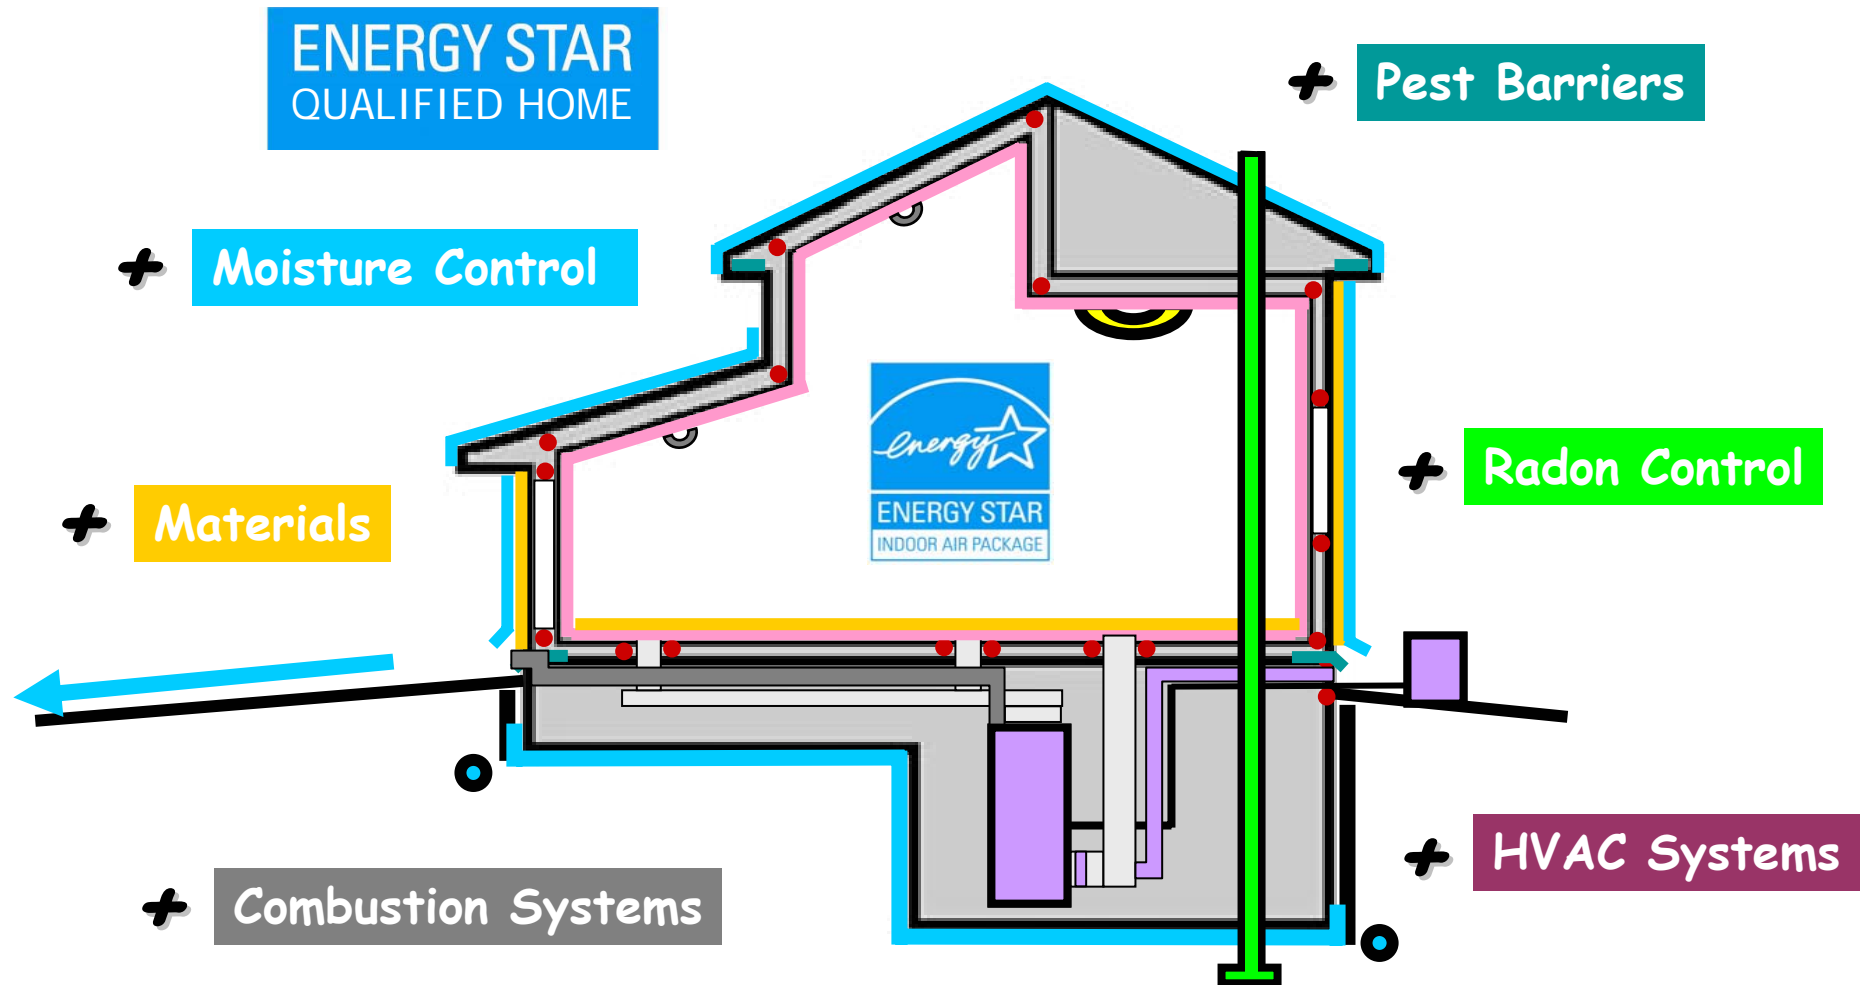 ENERGY STAR
QUALIFIED HOME
+ Pest Barriers
+ Moisture Control
energy
ENERGY STAR
INDOOR AIR PACKAGE
+ Radon Control
+ Materials
+ HVAC Systems
+ Combustion Systems